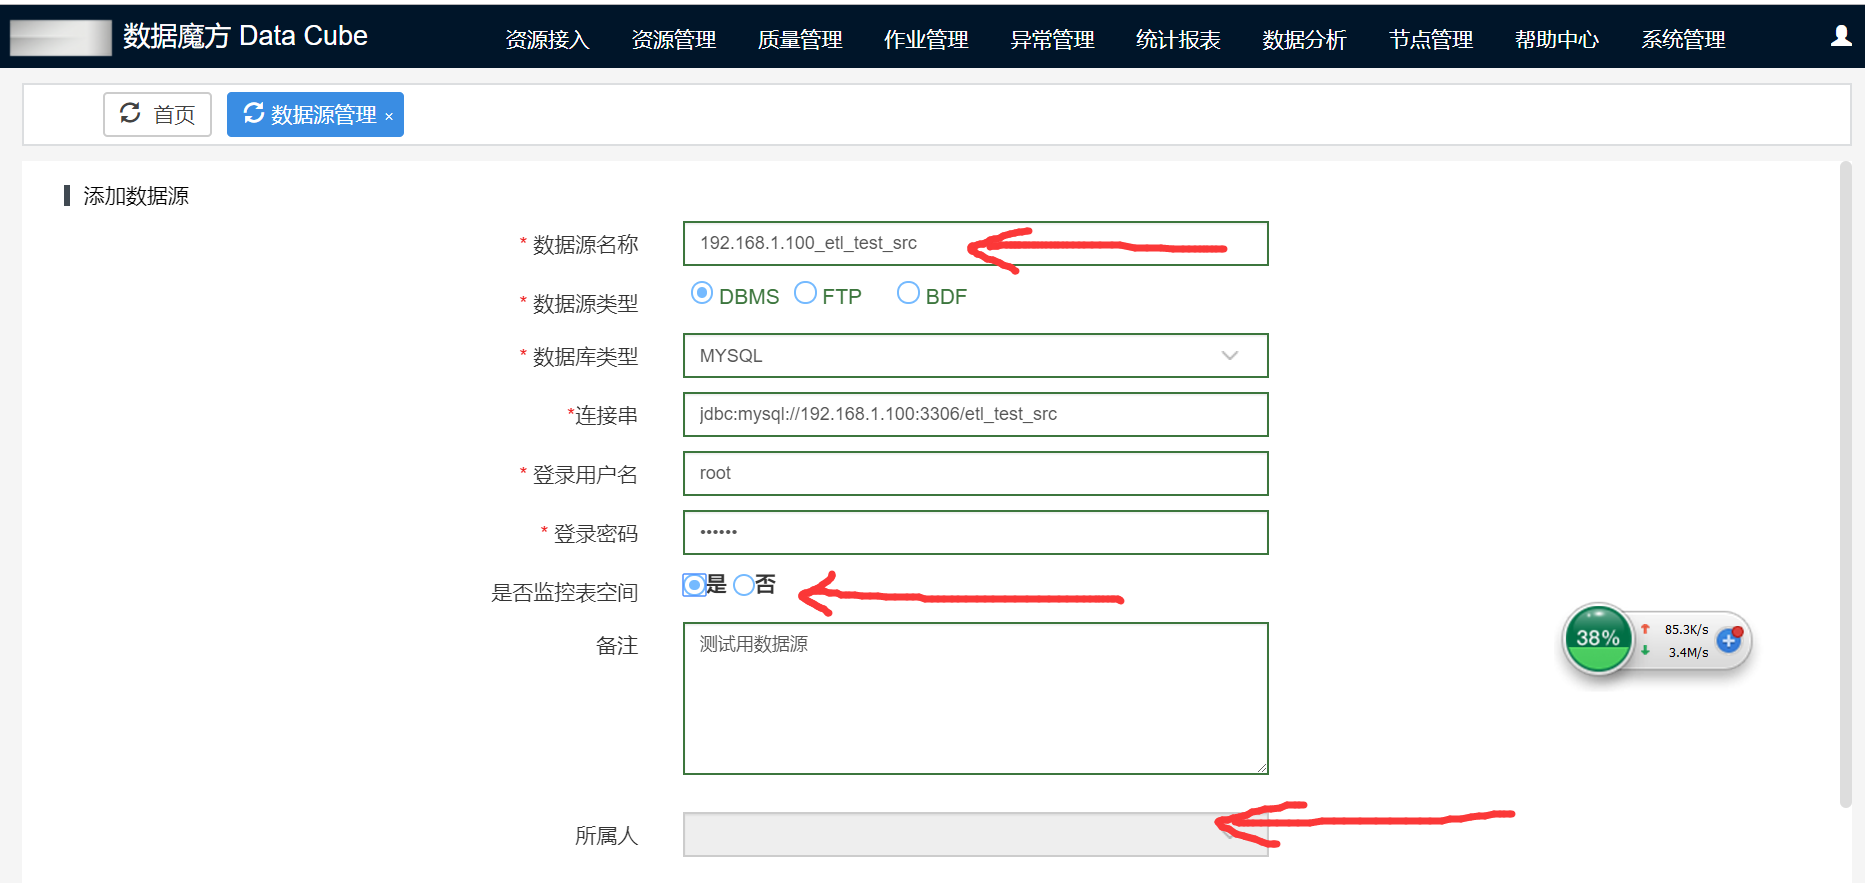 数据魔方 Data Cube 资源接入 资源管理 质量管理 作业管理 异常管理 统计报表 数据分析 节点管理 帮助中心 系统管理
首页 数据源管理 ×
添加数据源
* 数据源名称 192.168.1.100_etl_test_src
* 数据源类型 DBMS FTP BDF
* 数据库类型 MYSQL
*连接串 jdbc:mysql://192.168.1.100:3306/etl_test_src
* 登录用户名 root
* 登录密码 ••••••
是否监控表空间 是 否
备注 测试用数据源
38% 85.3K/s
3.4M/s
所属人